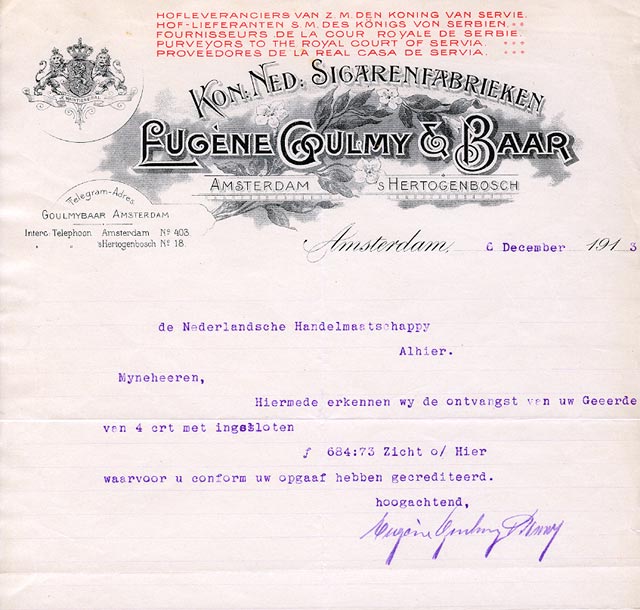 HOFLEVERANCIERS VAN Z.M. DEN KONING VAN SERVIE.
HOF-LIEFERANTEN S.M. DES KÖNIGS VON SERBIEN.
FOURNISSEURS DE LA COUR ROYALE DE SERBIE.
PURVEYORS TO THE ROYAL COURT OF SERVIA.
PROVEEDORES DE LA REAL CASA DE SERVIA.
KON: NED: SIGARENFABRIEKEN
EUGÈNE GOULMY & BAAR
AMSTERDAM 'S HERTOGENBOSCH
Telegram-Adres
GOULMYBAAR AMSTERDAM
Interc: Telephoon Amsterdam No 403.
" " 'sHertogenbosch No 18.
Amsterdam, 6 December 1913
de Nederlandsche Handelmaatschappy
Alhier.
Myneheeren,
Hiermede erkennen wy de ontvangst van uw Geeerde
van 4 crt met ingesloten
ƒ 684:73 Zicht o/ Hier
waarvoor u conform uw opgaaf hebben gecrediteerd.
hoogachtend,
Eugène Goulmy & Baar